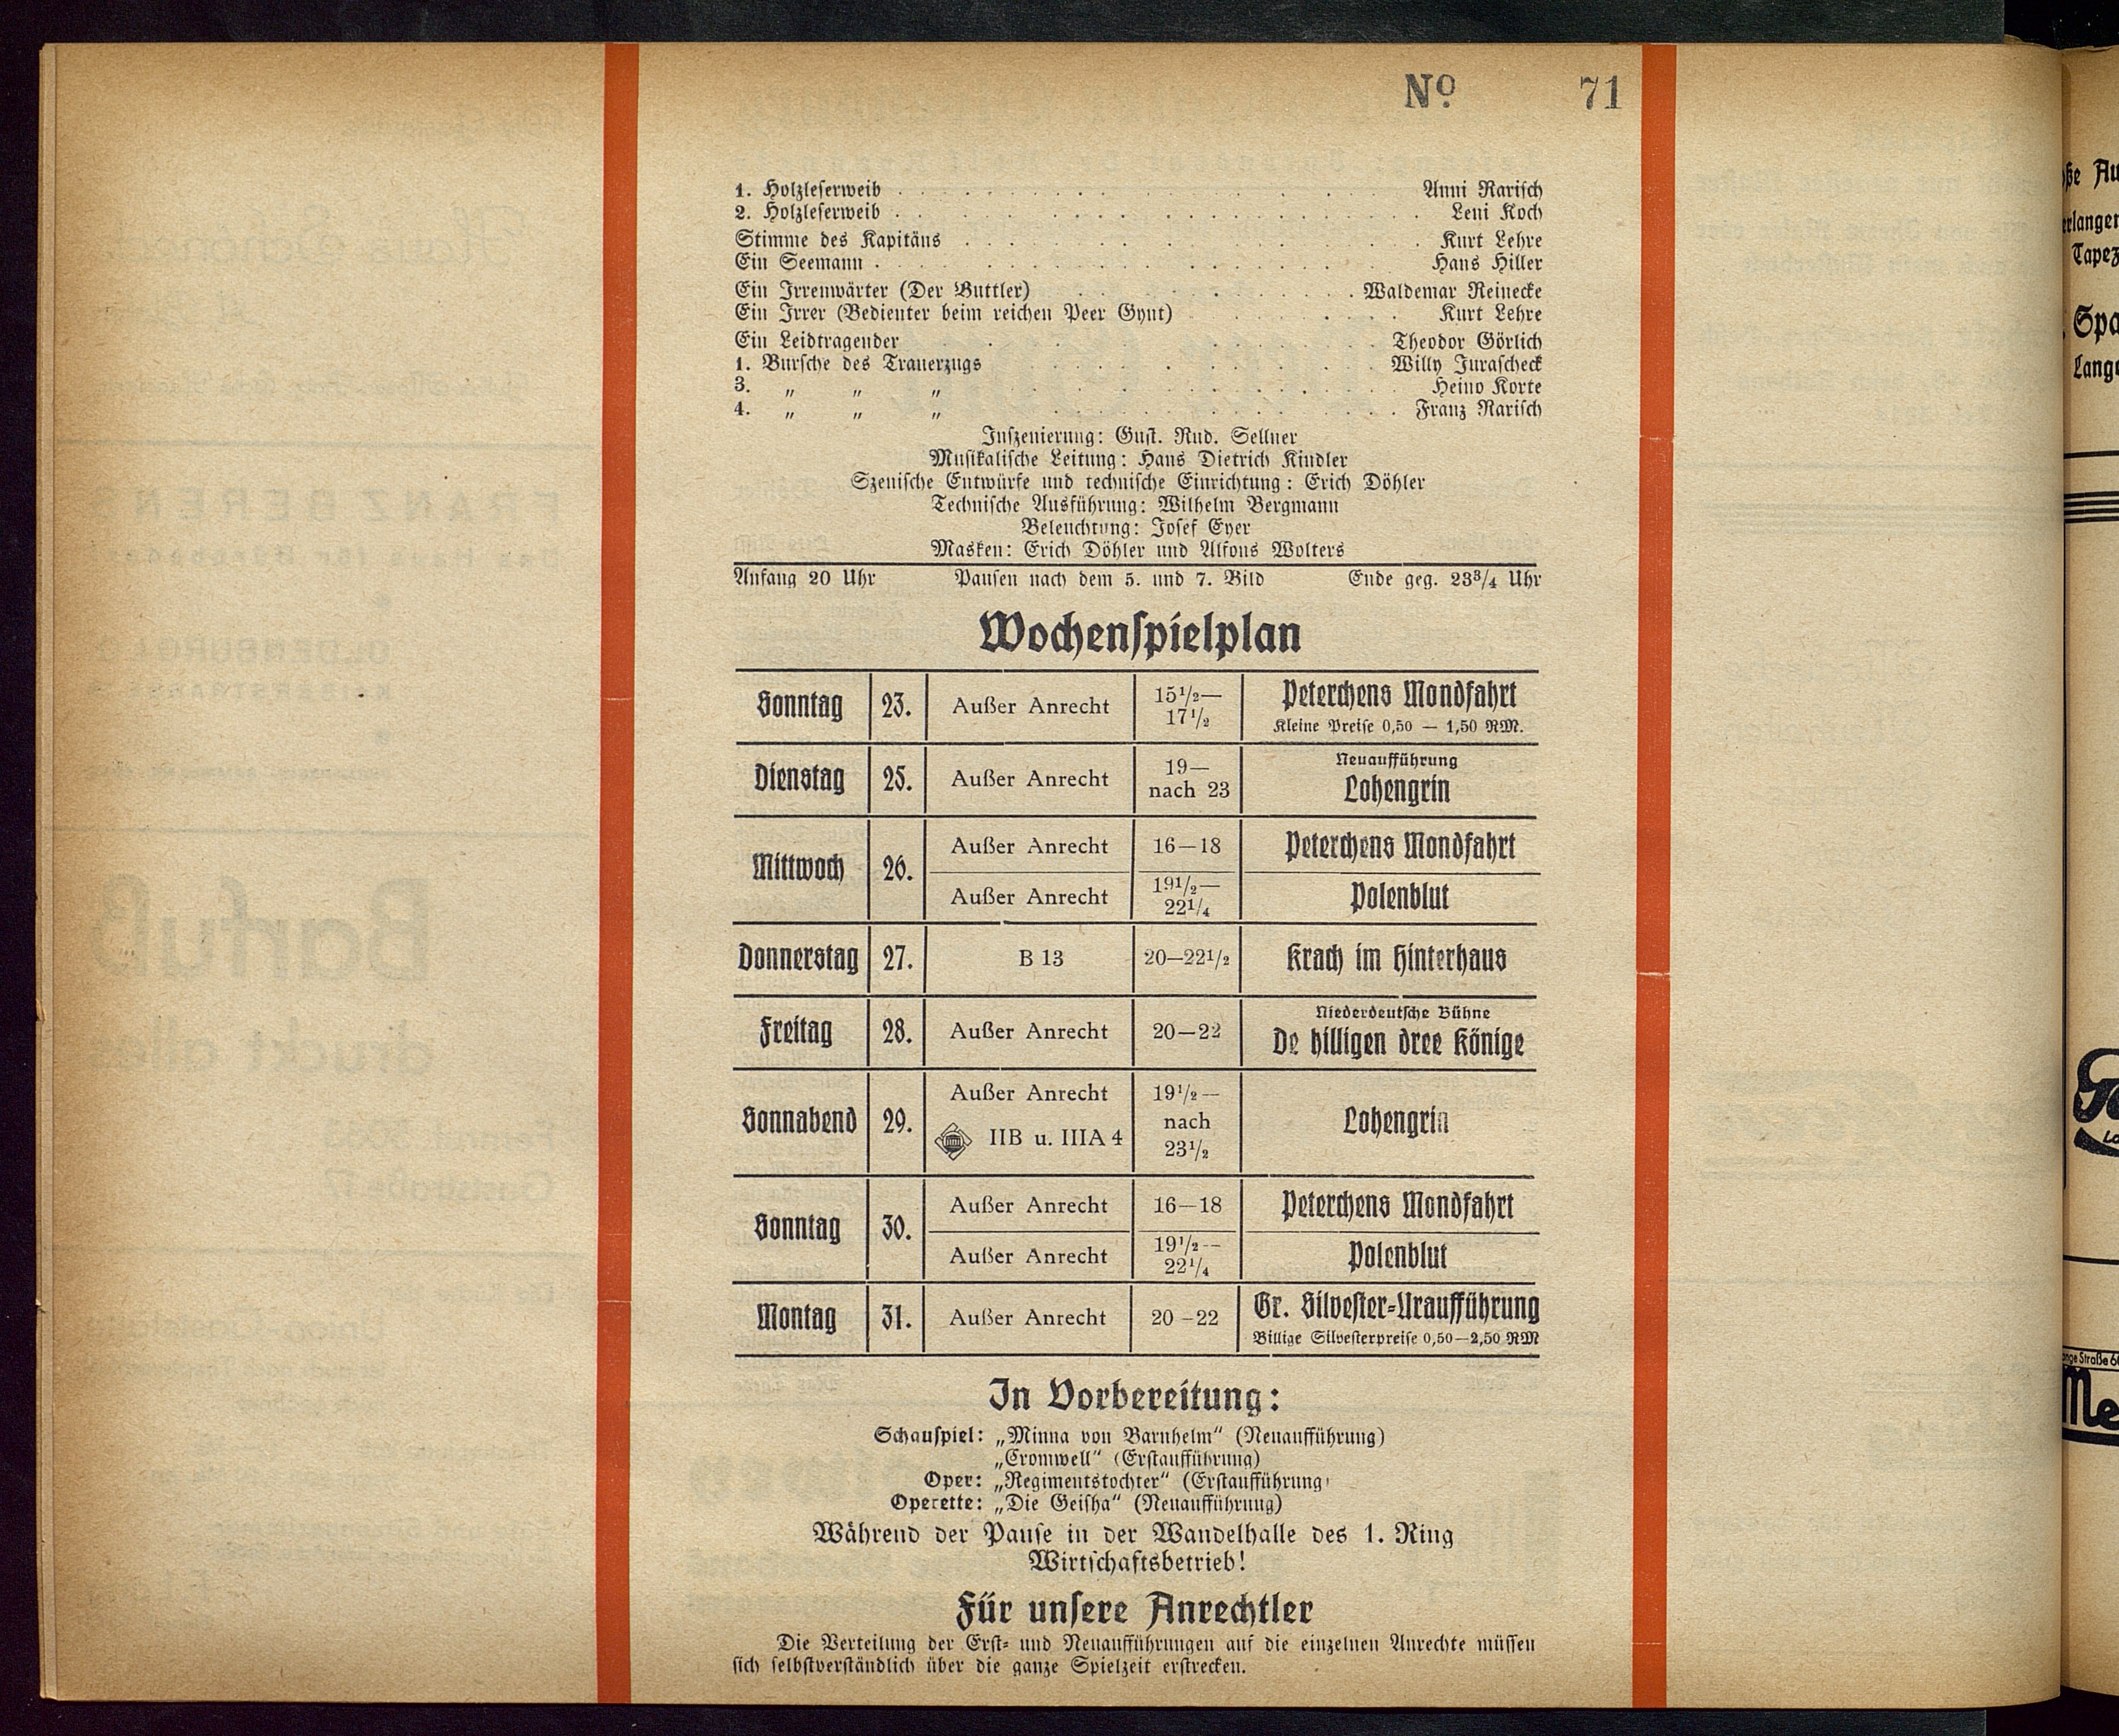 No. 71
1. Holzleserweib . . . Anni Rarisch
2. Holzleserweib . . . Leni Koch
Stimme des Kapitäns . . . Kurt Lehre
Ein Seemann . . . Hans Hiller
Ein Irrenwärter (Der Buttler) . . . Waldemar Reinecke
Ein Irrer (Bedienter beim reichen Peer Gynt) . . . Kurt Lehre
Ein Leidtragender . . . Theodor Görlich
1. Bursche des Trauerzugs . . . Willy Jurascheck
3. „ „ „ . . . Heino Korte
4. „ „ „ . . . Franz Rarisch
Inszenierung: Gust. Rud. Sellner
Musikalische Leitung: Hans Dietrich Kindler
Szenische Entwürfe und technische Einrichtung: Erich Döhler
Technische Ausführung: Wilhelm Bergmann
Beleuchtung: Josef Eyer
Masken: Erich Döhler und Alfons Wolters
Anfang 20 Uhr Pausen nach dem 5. und 7. Bild Ende geg. 23³/₄ Uhr
Wochenspielplan
Sonntag 23. Außer Anrecht 15¹/₂— 17¹/₂ Peterchens Mondfahrt
Kleine Preise 0,50 — 1,50 RM.
Dienstag 25. Außer Anrecht 19— nach 23 Neuaufführung
Lohengrin
Mittwoch 26. Außer Anrecht 16—18 Peterchens Mondfahrt
Außer Anrecht 19¹/₂— 22¹/₄ Polenblut
Donnerstag 27. B 13 20—22¹/₂ Krach im Hinterhaus
Freitag 28. Außer Anrecht 20—22 Niederdeutsche Bühne
De hilligen dree Könige
Sonnabend 29. Außer Anrecht 19¹/₂— nach 23¹/₂ Lohengrin
IIB u. IIIA 4
Sonntag 30. Außer Anrecht 16—18 Peterchens Mondfahrt
Außer Anrecht 19¹/₂— 22¹/₄ Polenblut
Montag 31. Außer Anrecht 20—22 Gr. Silvester-Uraufführung
Billige Silvesterpreise 0,50—2,50 RM
In Vorbereitung:
Schauspiel: „Minna von Barnhelm“ (Neuaufführung)
„Cromwell“ (Erstaufführung)
Oper: „Regimentstochter“ (Erstaufführung)
Operette: „Die Geisha“ (Neuaufführung)
Während der Pause in der Wandelhalle des 1. Ring
Wirtschaftsbetrieb!
Für unsere Anrechtler
Die Verteilung der Erst- und Neuaufführungen auf die einzelnen Anrechte müssen
sich selbstverständlich über die ganze Spielzeit erstrecken.